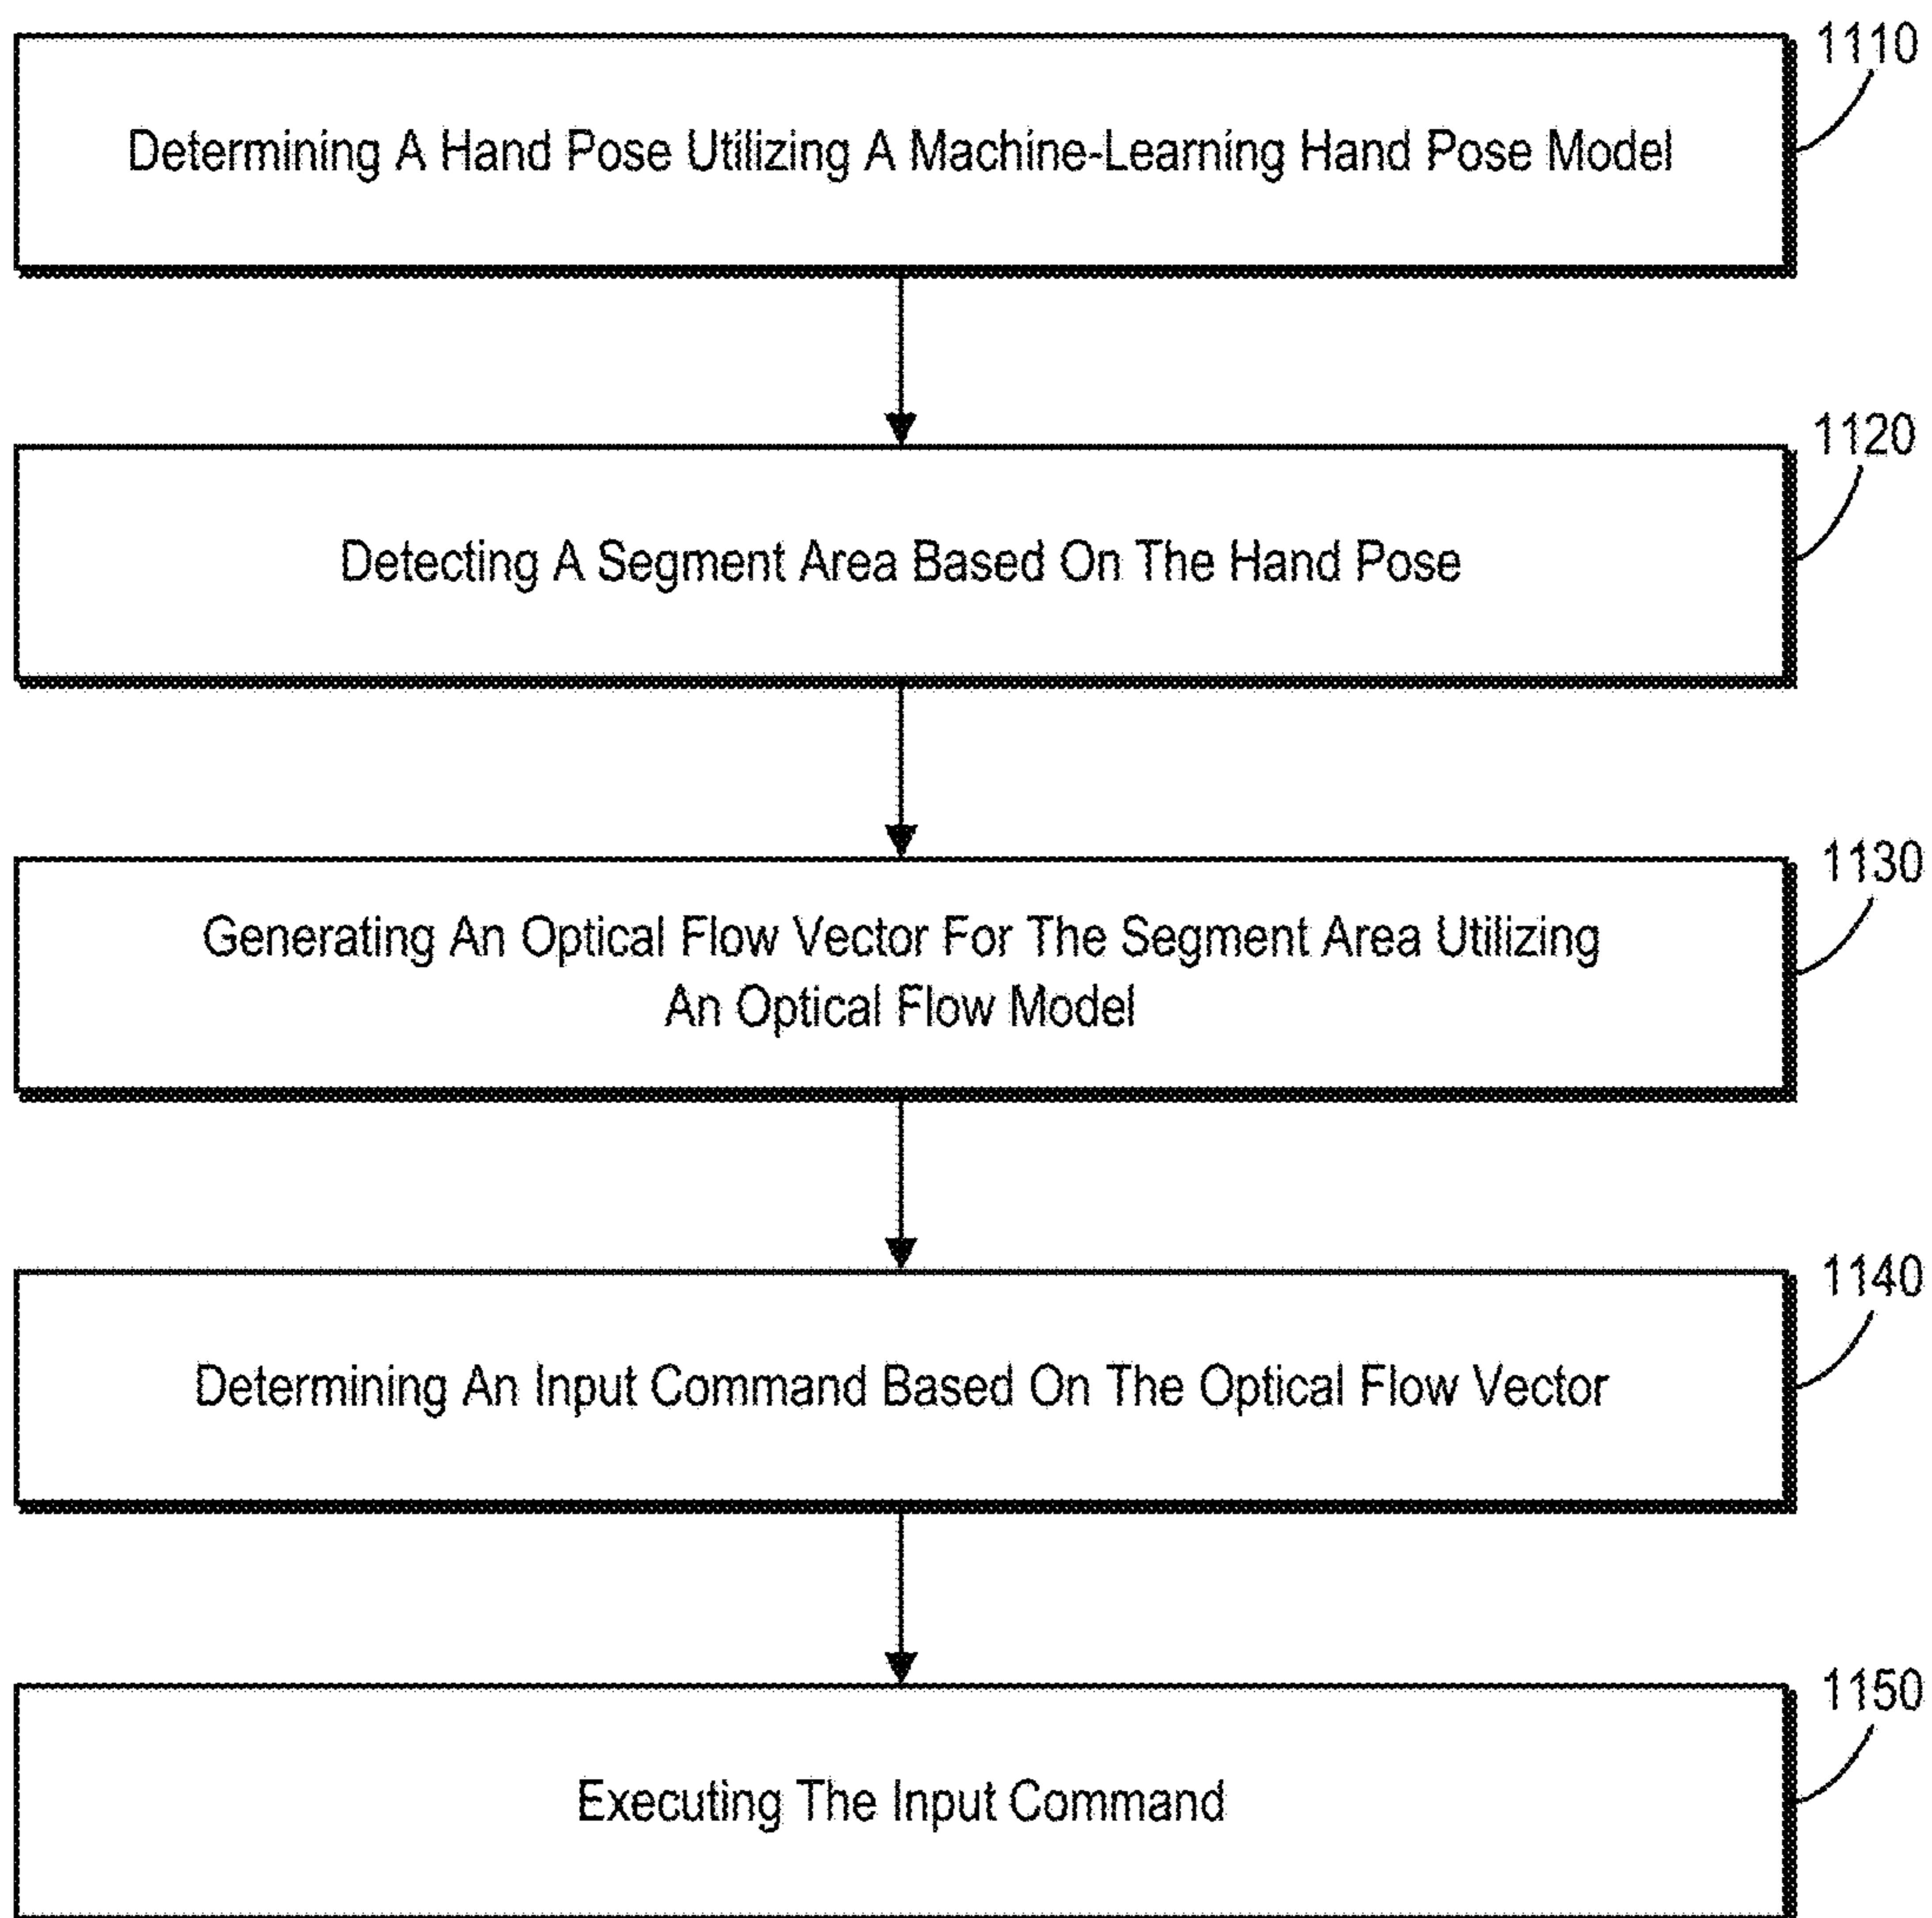 1110
Determining A Hand Pose Utilizing A Machine-Learning Hand Pose Model
1120
Detecting A Segment Area Based On The Hand Pose
1130
Generating An Optical Flow Vector For The Segment Area Utilizing
An Optical Flow Model
1140
Determining An Input Command Based On The Optical Flow Vector
1150
Executing The Input Command